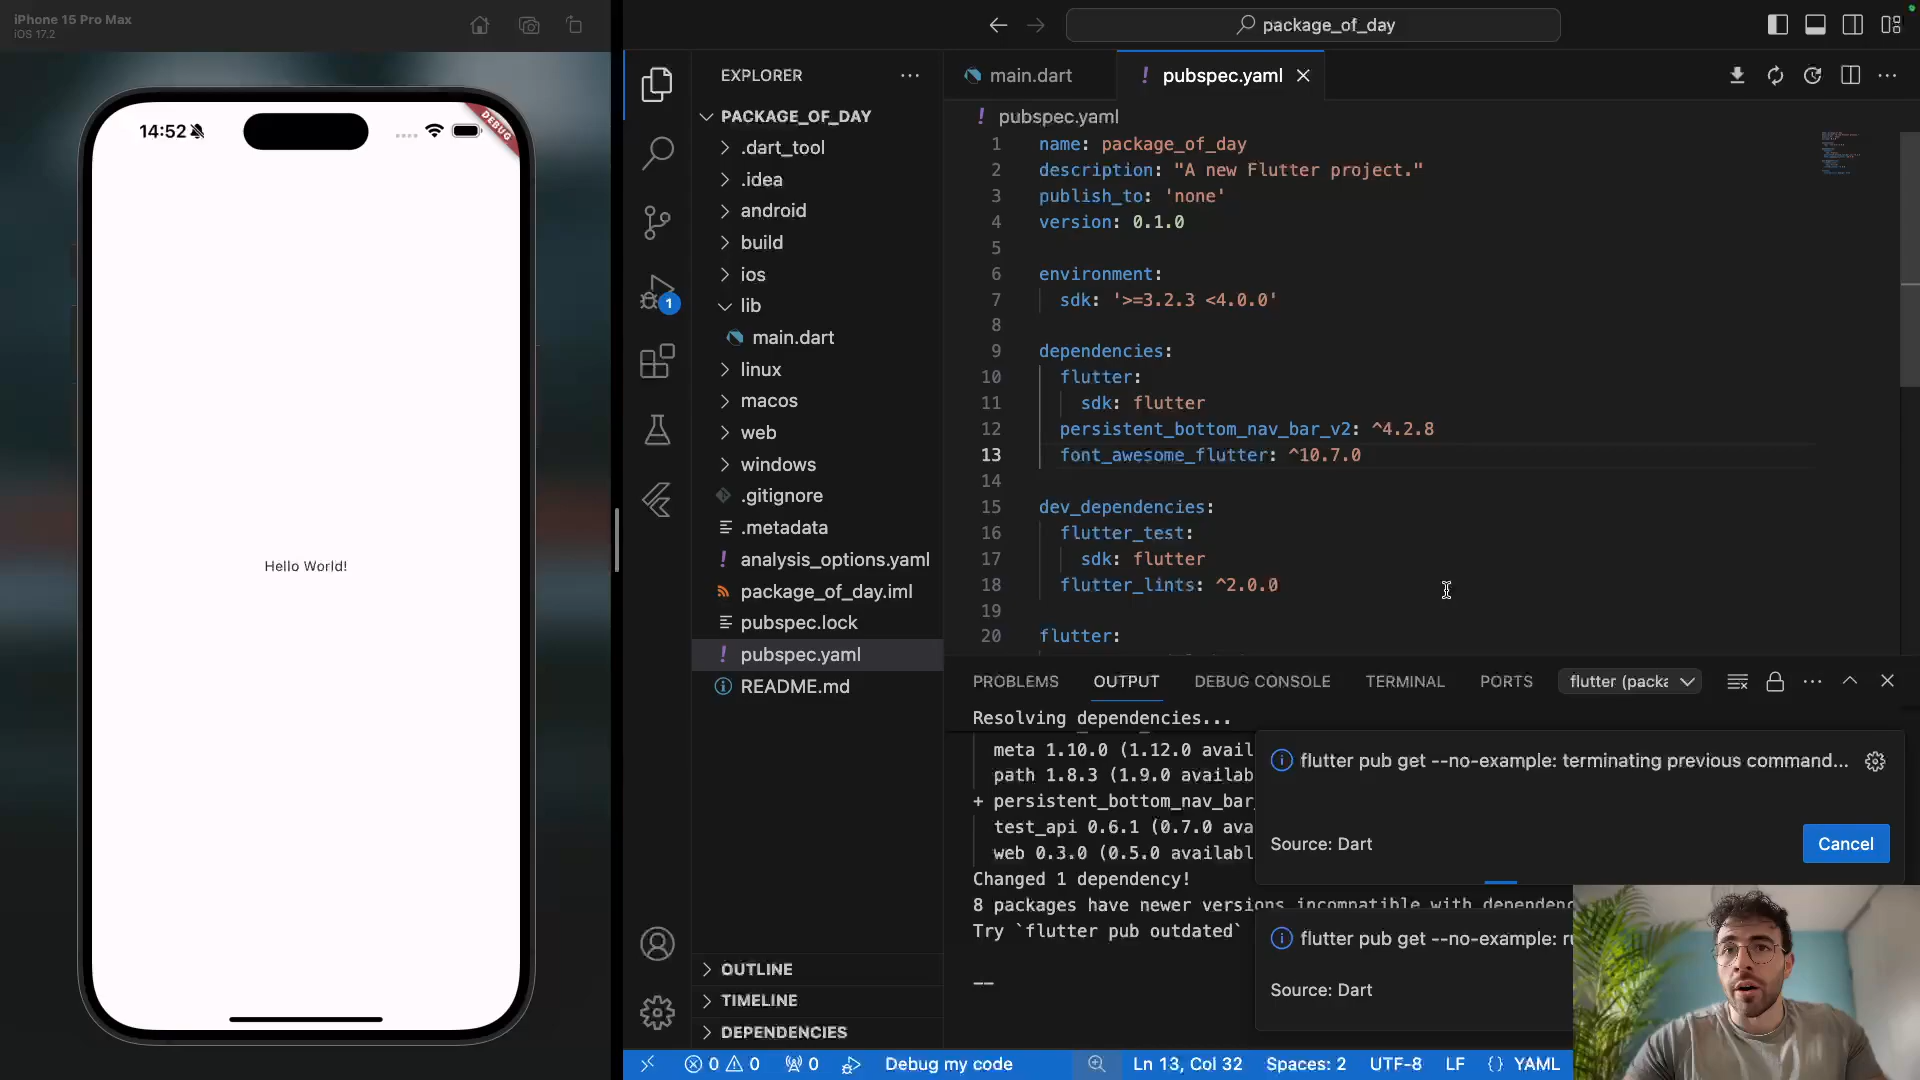 iPhone 15 Pro Max
iOS 17.2
14:52
DEBUG
Hello World!
package_of_day
EXPLORER
PACKAGE_OF_DAY
.dart_tool
.idea
android
build
ios
lib
main.dart
linux
macos
web
windows
.gitignore
.metadata
analysis_options.yaml
package_of_day.iml
pubspec.lock
pubspec.yaml
README.md
OUTLINE
TIMELINE
DEPENDENCIES
1
main.dart
pubspec.yaml
pubspec.yaml
1 name: package_of_day
2 description: "A new Flutter project."
3 publish_to: 'none'
4 version: 0.1.0
5
6 environment:
7 sdk: '>=3.2.3 <4.0.0'
8
9 dependencies:
10 flutter:
11 sdk: flutter
12 persistent_bottom_nav_bar_v2: ^4.2.8
13 font_awesome_flutter: ^10.7.0
14
15 dev_dependencies:
16 flutter_test:
17 sdk: flutter
18 flutter_lints: ^2.0.0
19
20 flutter:
PROBLEMS OUTPUT DEBUG CONSOLE TERMINAL PORTS flutter (packa
Resolving dependencies...
meta 1.10.0 (1.12.0 avail
path 1.8.3 (1.9.0 availab
+ persistent_bottom_nav_bar_
test_api 0.6.1 (0.7.0 ava
web 0.3.0 (0.5.0 availabl
Changed 1 dependency!
8 packages have newer versions incompatible with dependenc
Try `flutter pub outdated`
flutter pub get --no-example: terminating previous command...
Source: Dart
Cancel
flutter pub get --no-example: ru
Source: Dart
0 0 0 Debug my code Ln 13, Col 32 Spaces: 2 UTF-8 LF {} YAML